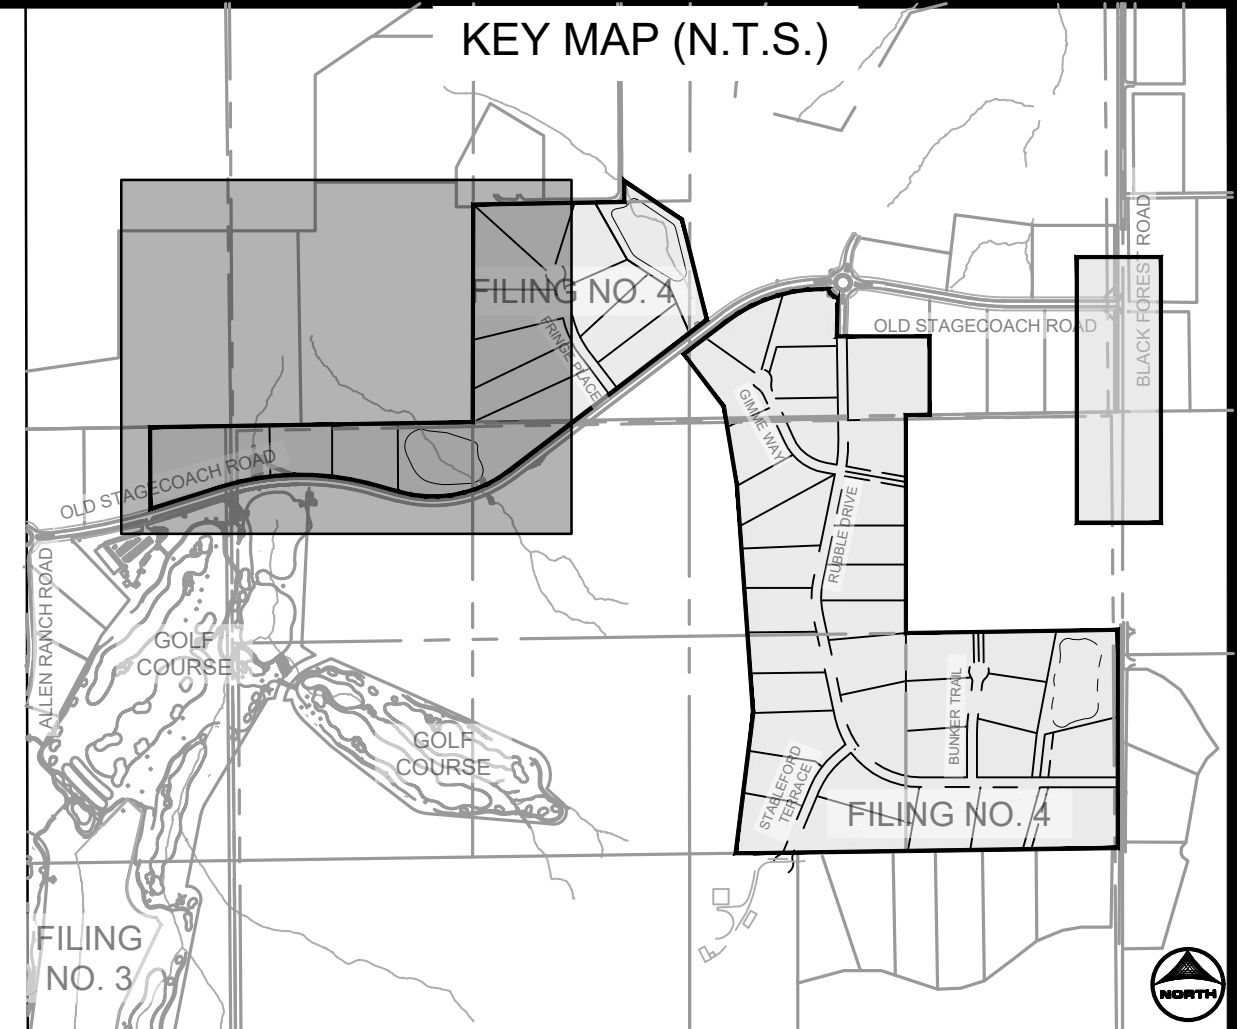 KEY MAP (N.T.S.)
BLACK FOREST ROAD
FILING NO. 4
OLD STAGECOACH ROAD
FRINGE PLACE
GIMME WAY
OLD STAGECOACH ROAD
RUBBLE DRIVE
ALLEN RANCH ROAD
GOLF
COURSE
BUNKER TRAIL
GOLF
COURSE
STABLEFORD
TERRACE
FILING NO. 4
FILING
NO. 3
NORTH